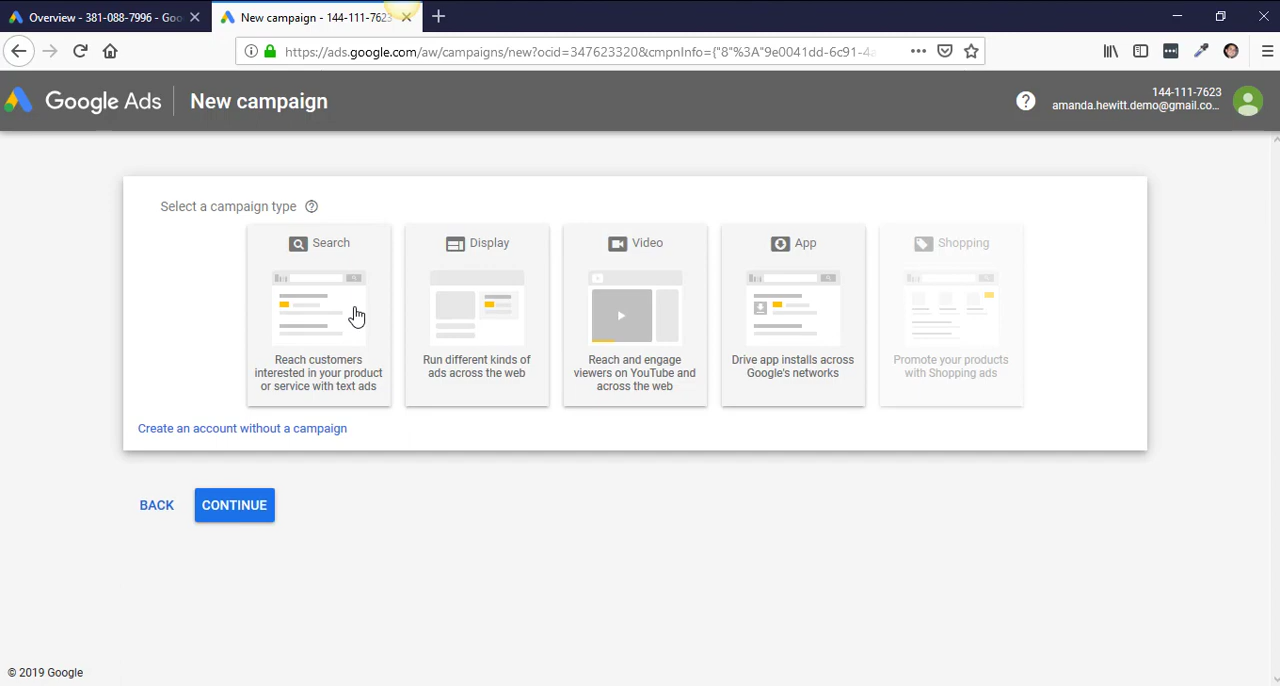 Overview - 381-088-7996 - Goo
New campaign - 144-111-7623
https://ads.google.com/aw/campaigns/new?ocid=347623320&cmpnInfo={"8"%3A"9e0041dd-6c91-4a
Google Ads
New campaign
144-111-7623
amanda.hewitt.demo@gmail.co...
Select a campaign type
Search
Reach customers
interested in your product
or service with text ads
Display
Run different kinds of
ads across the web
Video
Reach and engage
viewers on YouTube and
across the web
App
Drive app installs across
Google's networks
Shopping
Promote your products
with Shopping ads
Create an account without a campaign
BACK
CONTINUE
© 2019 Google